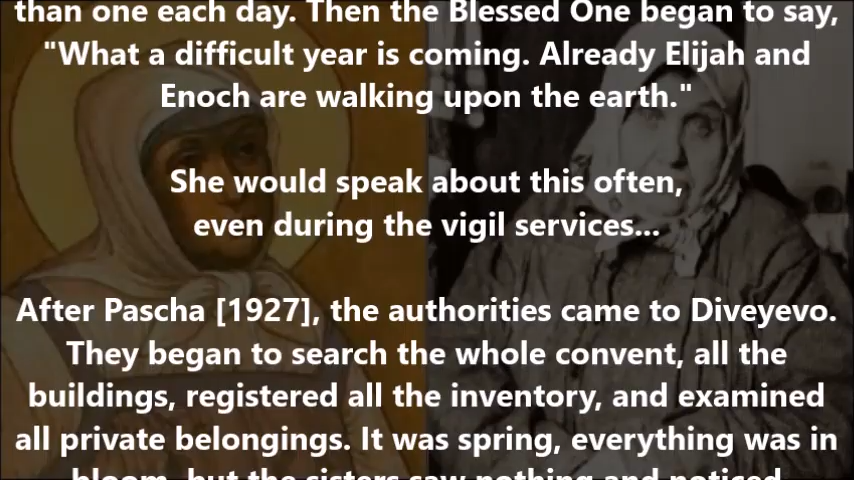 than one each day. Then the Blessed One began to say,
"What a difficult year is coming. Already Elijah and
Enoch are walking upon the earth."
She would speak about this often,
even during the vigil services...
After Pascha [1927], the authorities came to Diveyevo.
They began to search the whole convent, all the
buildings, registered all the inventory, and examined
all private belongings. It was spring, everything was in
bloom, but the sisters saw nothing and noticed